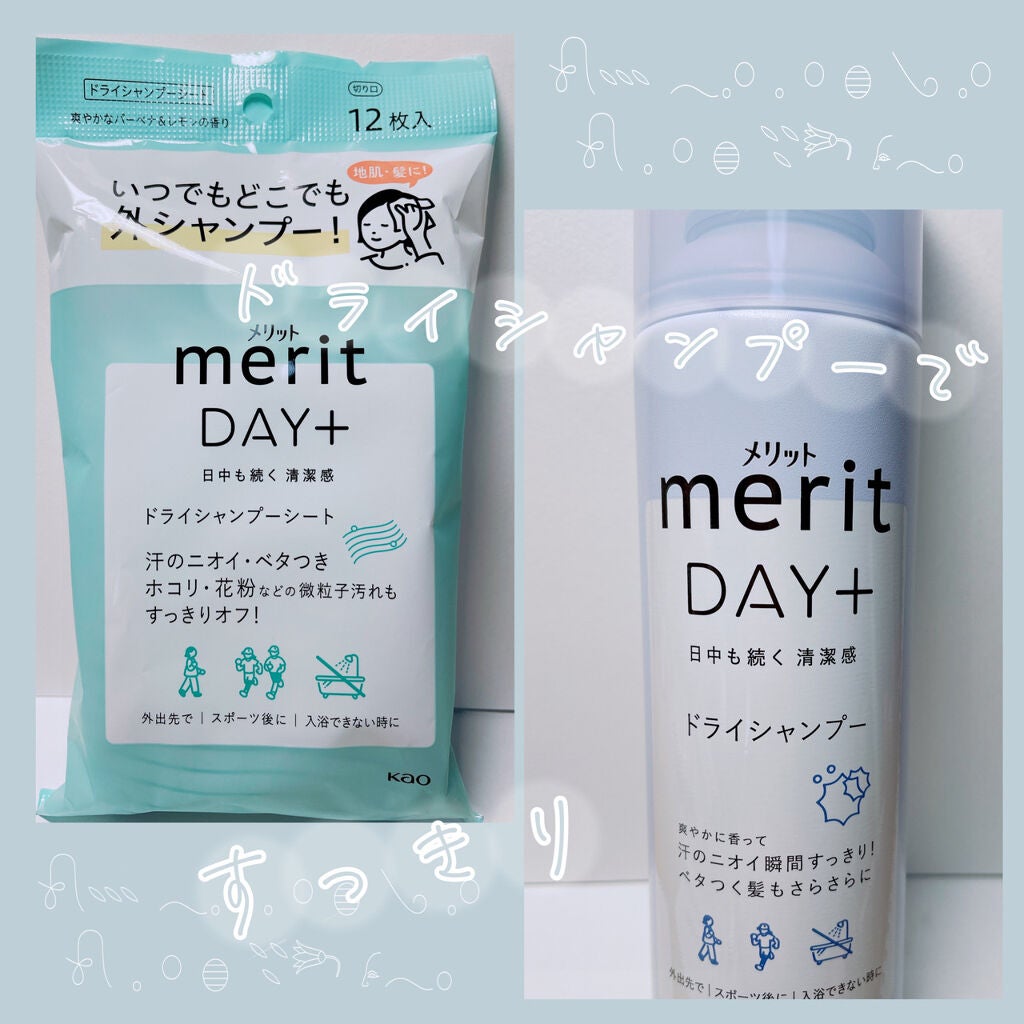 ドライシャンプーシート
爽やかなバーベナ&レモンの香り
切り口
12枚入
地肌・髪に!
いつでもどこでも
外シャンプー!
メリット
merit
DAY+
日中も続く 清潔感
ドライシャンプーシート
汗のニオイ・ベタつき
ホコリ・花粉などの微粒子汚れも
すっきりオフ!
外出先で | スポーツ後に | 入浴できない時に
Kao
ドライシャンプーで
すっきり
メリット
merit
DAY+
日中も続く 清潔感
ドライシャンプー
爽やかに香って
汗のニオイ瞬間すっきり!
ベタつく髪もさらさらに
外出先で | スポーツ後に | 入浴できない時に